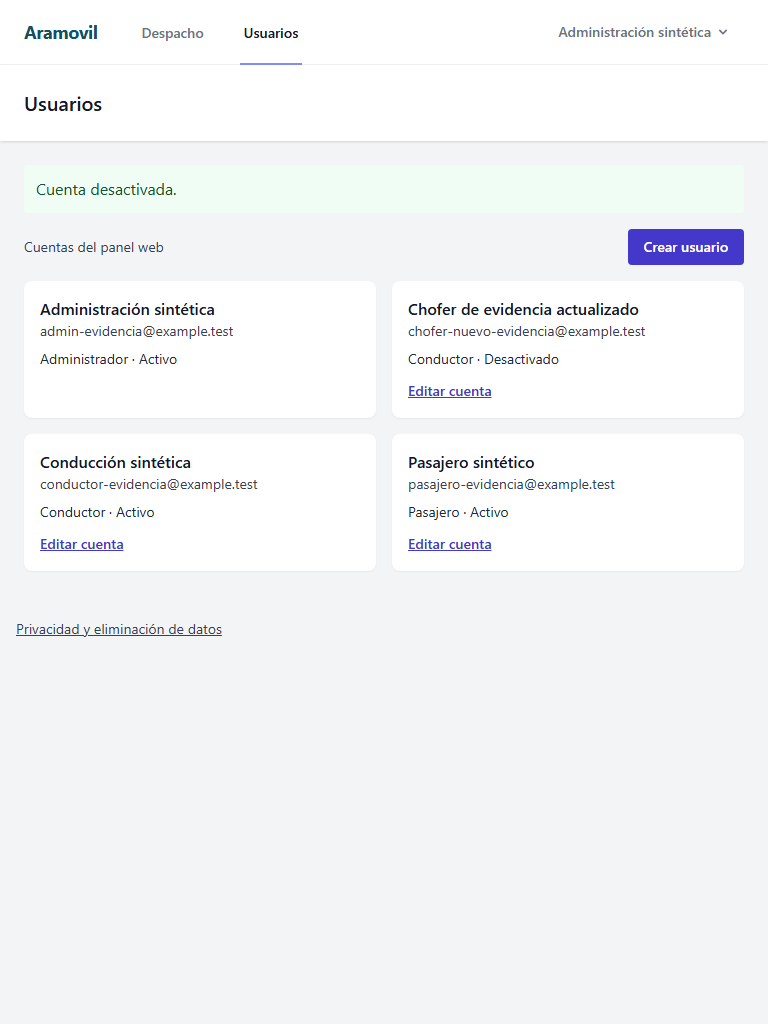 Aramovil
Despacho
Usuarios
Administración sintética
Usuarios
Cuenta desactivada.
Cuentas del panel web
Crear usuario
Administración sintética
admin-evidencia@example.test
Administrador · Activo
Chofer de evidencia actualizado
chofer-nuevo-evidencia@example.test
Conductor · Desactivado
Editar cuenta
Conducción sintética
conductor-evidencia@example.test
Conductor · Activo
Editar cuenta
Pasajero sintético
pasajero-evidencia@example.test
Pasajero · Activo
Editar cuenta
Privacidad y eliminación de datos